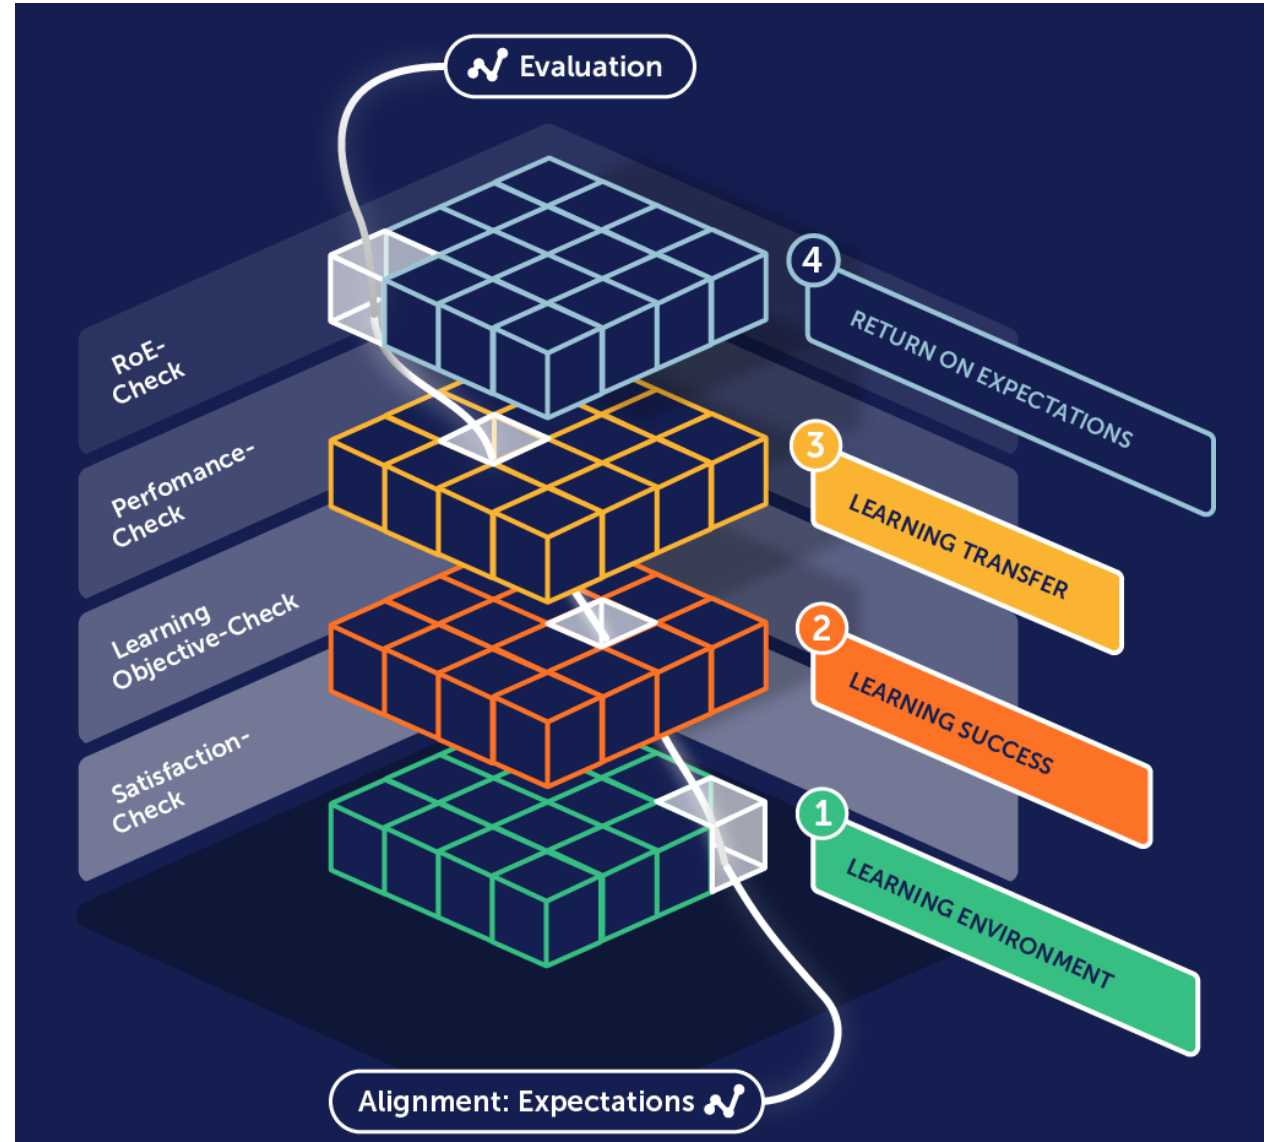 Evaluation
4
RoE-
Check
RETURN ON EXPECTATIONS
3
Perfomance-
Check
LEARNING TRANSFER
2
Learning
Objective-Check
LEARNING SUCCESS
1
Satisfaction-
Check
LEARNING ENVIRONMENT
Alignment: Expectations